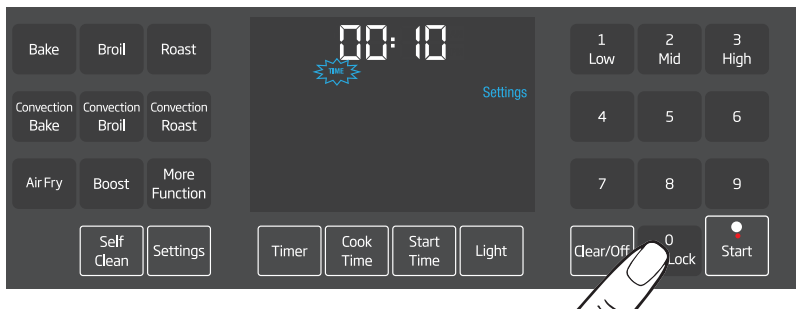 00:10
TIME
Settings
Bake
Broil
Roast
Convection
Bake
Convection
Broil
Convection
Roast
Air Fry
Boost
More
Function
Self
Clean
Settings
Timer
Cook
Time
Start
Time
Light
1
Low
2
Mid
3
High
4
5
6
7
8
9
Clear/Off
0
Lock
Start